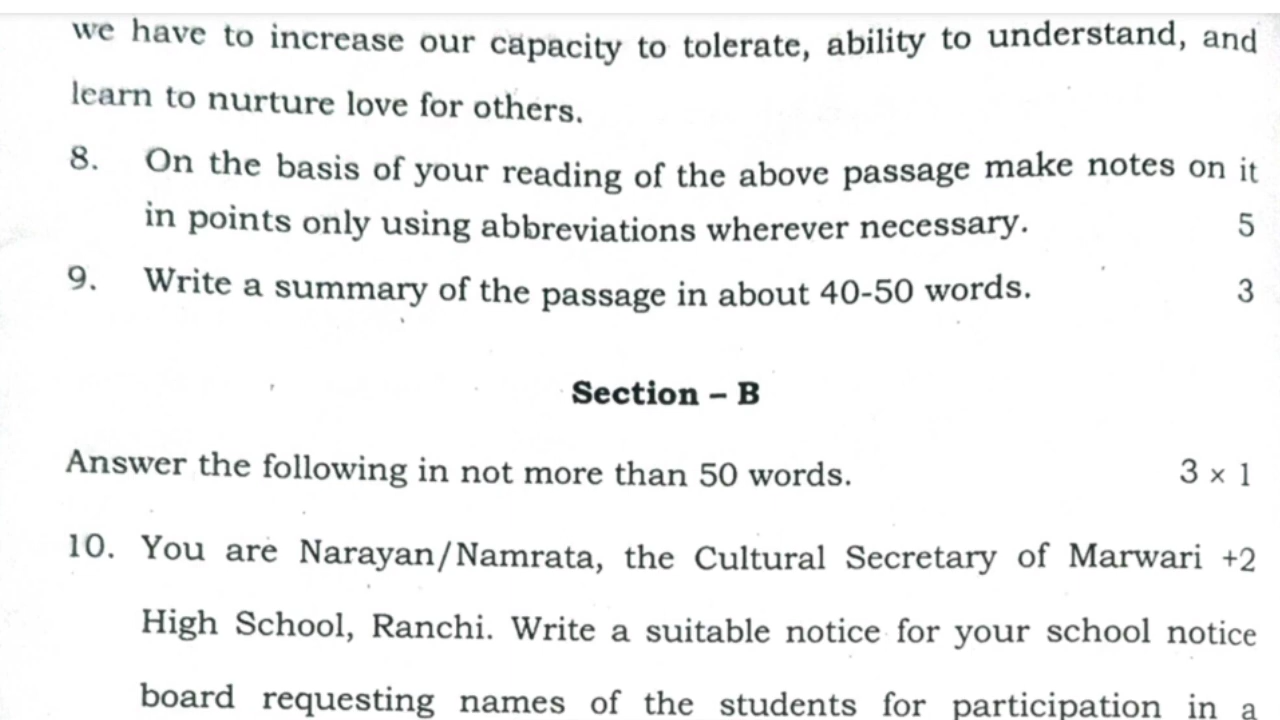 we have to increase our capacity to tolerate, ability to understand, and
learn to nurture love for others.
8. On the basis of your reading of the above passage make notes on it
in points only using abbreviations wherever necessary. 5
9. Write a summary of the passage in about 40-50 words. 3
Section – B
Answer the following in not more than 50 words. 3 × 1
10. You are Narayan/Namrata, the Cultural Secretary of Marwari +2
High School, Ranchi. Write a suitable notice for your school notice
board requesting names of the students for participation in a